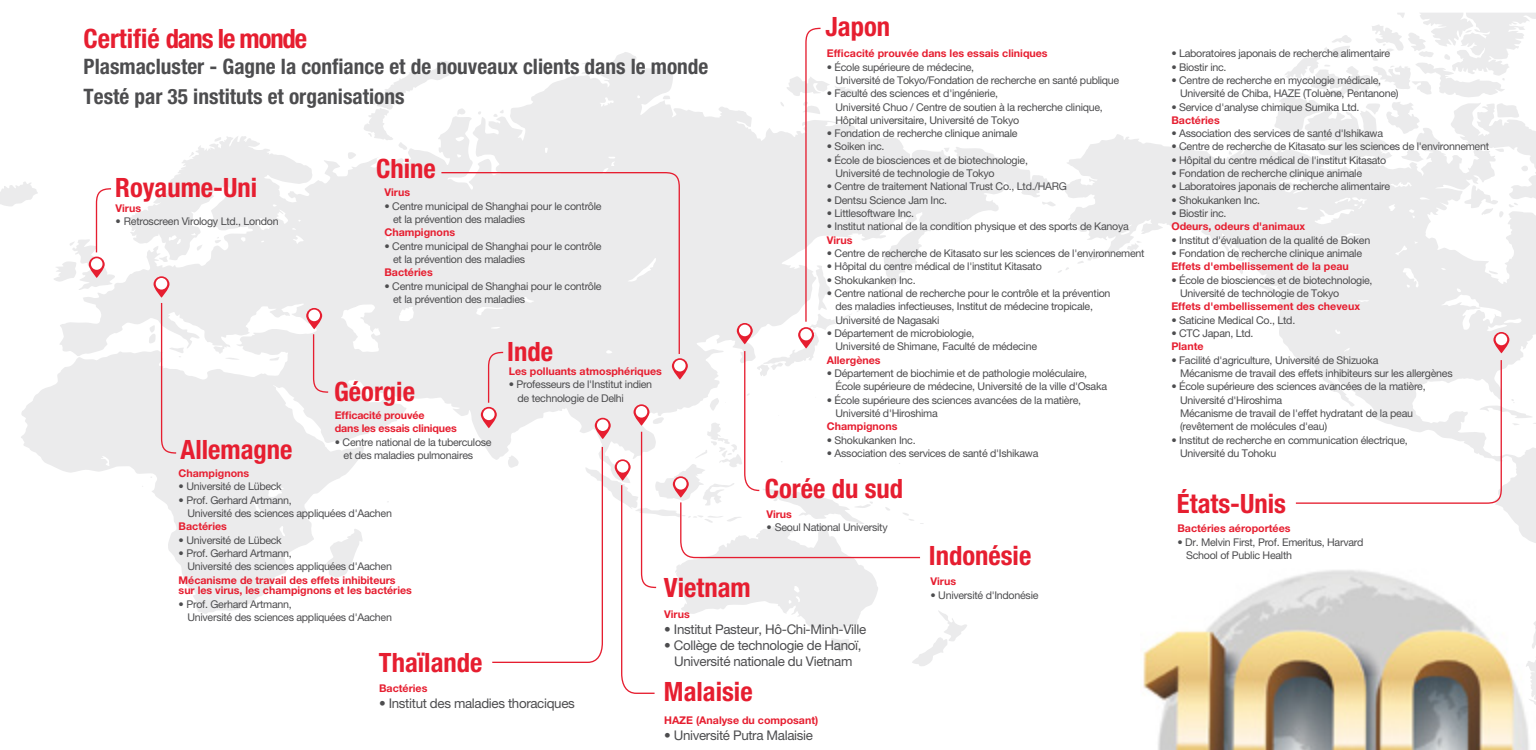 Certifié dans le monde
Plasmacluster - Gagne la confiance et de nouveaux clients dans le monde
Testé par 35 instituts et organisations
Royaume-Uni
Virus
• Retroscreen Virology Ltd., London
Chine
Virus
• Centre municipal de Shanghai pour le contrôle
et la prévention des maladies
Champignons
• Centre municipal de Shanghai pour le contrôle
et la prévention des maladies
Bactéries
• Centre municipal de Shanghai pour le contrôle
et la prévention des maladies
Inde
Les polluants atmosphériques
• Professeurs de l'Institut indien
de technologie de Delhi
Géorgie
Efficacité prouvée
dans les essais cliniques
• Centre national de la tuberculose
et des maladies pulmonaires
Allemagne
Champignons
• Université de Lübeck
• Prof. Gerhard Artmann,
Université des sciences appliquées d'Aachen
Bactéries
• Université de Lübeck
• Prof. Gerhard Artmann,
Université des sciences appliquées d'Aachen
Mécanisme de travail des effets inhibiteurs
sur les virus, les champignons et les bactéries
• Prof. Gerhard Artmann,
Université des sciences appliquées d'Aachen
Thaïlande
Bactéries
• Institut des maladies thoraciques
Vietnam
Virus
• Institut Pasteur, Hô-Chi-Minh-Ville
• Collège de technologie de Hanoï,
Université nationale du Vietnam
Malaisie
HAZE (Analyse du composant)
• Université Putra Malaisie
Corée du sud
Virus
• Seoul National University
Indonésie
Virus
• Université d'Indonésie
Japon
Efficacité prouvée dans les essais cliniques
• École supérieure de médecine,
Université de Tokyo/Fondation de recherche en santé publique
• Faculté des sciences et d'ingénierie,
Université Chuo / Centre de soutien à la recherche clinique,
Hôpital universitaire, Université de Tokyo
• Fondation de recherche clinique animale
• Soiken inc.
• École de biosciences et de biotechnologie,
Université de technologie de Tokyo
• Centre de traitement National Trust Co., Ltd./HARG
• Dentsu Science Jam Inc.
• Littlesoftware Inc.
• Institut national de la condition physique et des sports de Kanoya
Virus
• Centre de recherche de Kitasato sur les sciences de l'environnement
• Hôpital du centre médical de l'institut Kitasato
• Shokukanken Inc.
• Centre national de recherche pour le contrôle et la prévention
des maladies infectieuses, Institut de médecine tropicale,
Université de Nagasaki
• Département de microbiologie,
Université de Shimane, Faculté de médecine
Allergènes
• Département de biochimie et de pathologie moléculaire,
École supérieure de médecine, Université de la ville d'Osaka
• École supérieure des sciences avancées de la matière,
Université d'Hiroshima
Champignons
• Shokukanken Inc.
• Association des services de santé d'Ishikawa
• Laboratoires japonais de recherche alimentaire
• Biostir inc.
• Centre de recherche en mycologie médicale,
Université de Chiba, HAZE (Toluène, Pentanone)
• Service d'analyse chimique Sumika Ltd.
Bactéries
• Association des services de santé d'Ishikawa
• Centre de recherche de Kitasato sur les sciences de l'environnement
• Hôpital du centre médical de l'institut Kitasato
• Fondation de recherche clinique animale
• Laboratoires japonais de recherche alimentaire
• Shokukanken Inc.
• Biostir inc.
Odeurs, odeurs d'animaux
• Institut d'évaluation de la qualité de Boken
• Fondation de recherche clinique animale
Effets d'embellissement de la peau
• École de biosciences et de biotechnologie,
Université de technologie de Tokyo
Effets d'embellissement des cheveux
• Saticine Medical Co., Ltd.
• CTC Japan, Ltd.
Plante
• Facilité d'agriculture, Université de Shizuoka
Mécanisme de travail des effets inhibiteurs sur les allergènes
• École supérieure des sciences avancées de la matière,
Université d'Hiroshima
Mécanisme de travail de l'effet hydratant de la peau
(revêtement de molécules d'eau)
• Institut de recherche en communication électrique,
Université du Tohoku
États-Unis
Bactéries aéroportées
• Dr. Melvin First, Prof. Emeritus, Harvard
School of Public Health
100